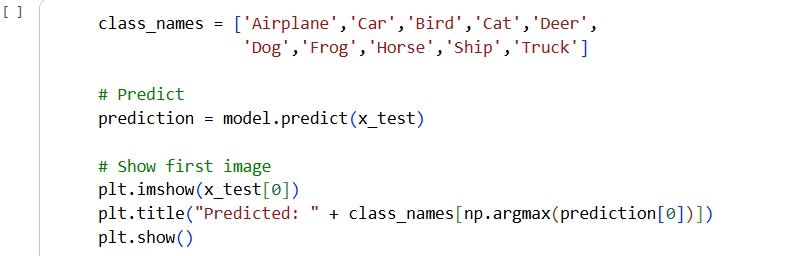 [ ]
class_names = ['Airplane','Car','Bird','Cat','Deer',
'Dog','Frog','Horse','Ship','Truck']
# Predict
prediction = model.predict(x_test)
# Show first image
plt.imshow(x_test[0])
plt.title("Predicted: " + class_names[np.argmax(prediction[0])])
plt.show()